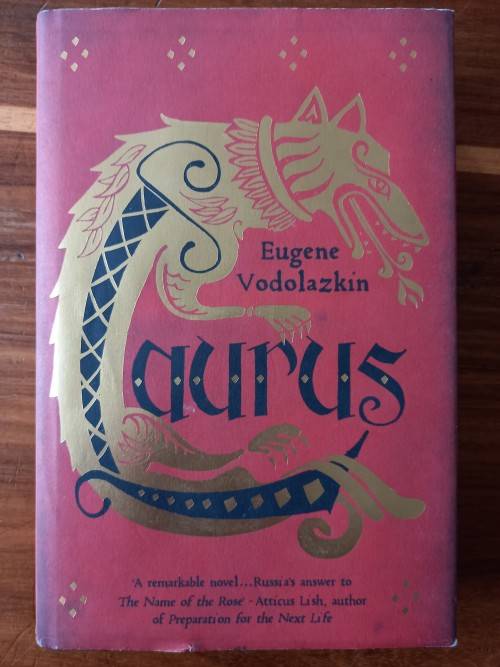 Eugene
Vodolazkin
Laurus
'A remarkable novel...Russia's answer to
The Name of the Rose' - Atticus Lish, author
of Preparation for the Next Life